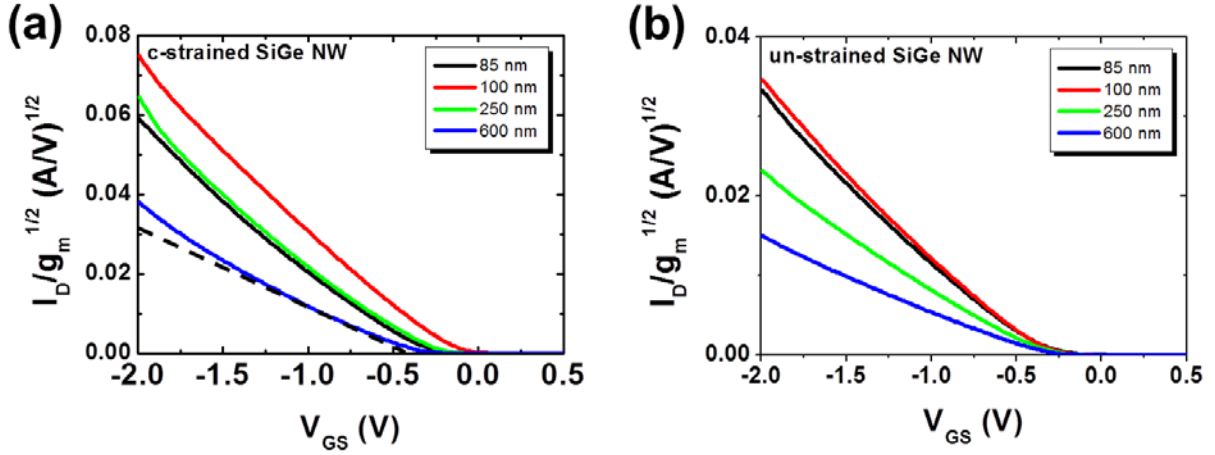 (a)
c-strained SiGe NW
85 nm
100 nm
250 nm
600 nm
0.08
0.06
0.04
0.02
0.00
I_D/g_m^1/2 (A/V)^1/2
-2.0 -1.5 -1.0 -0.5 0.0 0.5
V_GS (V)
(b)
un-strained SiGe NW
85 nm
100 nm
250 nm
600 nm
0.04
0.02
0.00
I_D/g_m^1/2 (A/V)^1/2
-2.0 -1.5 -1.0 -0.5 0.0 0.5
V_GS (V)